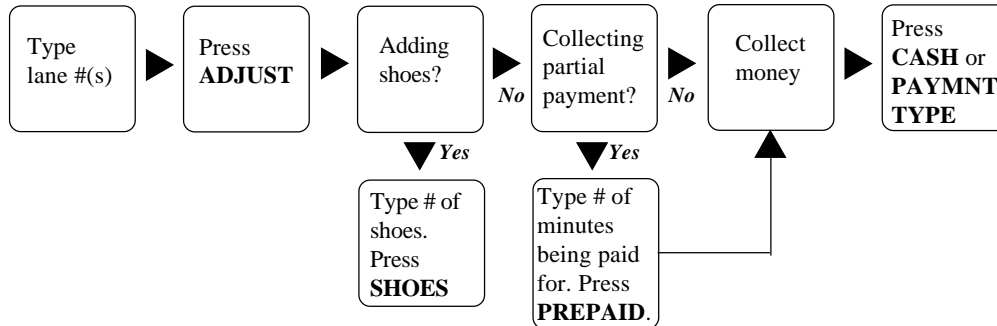 Type
lane #(s)
Press
ADJUST
Adding
shoes?
No
Yes
Type # of
shoes.
Press
SHOES
Collecting
partial
payment?
No
Yes
Type # of
minutes
being paid
for. Press
PREPAID.
Collect
money
Press
CASH or
PAYMNT
TYPE